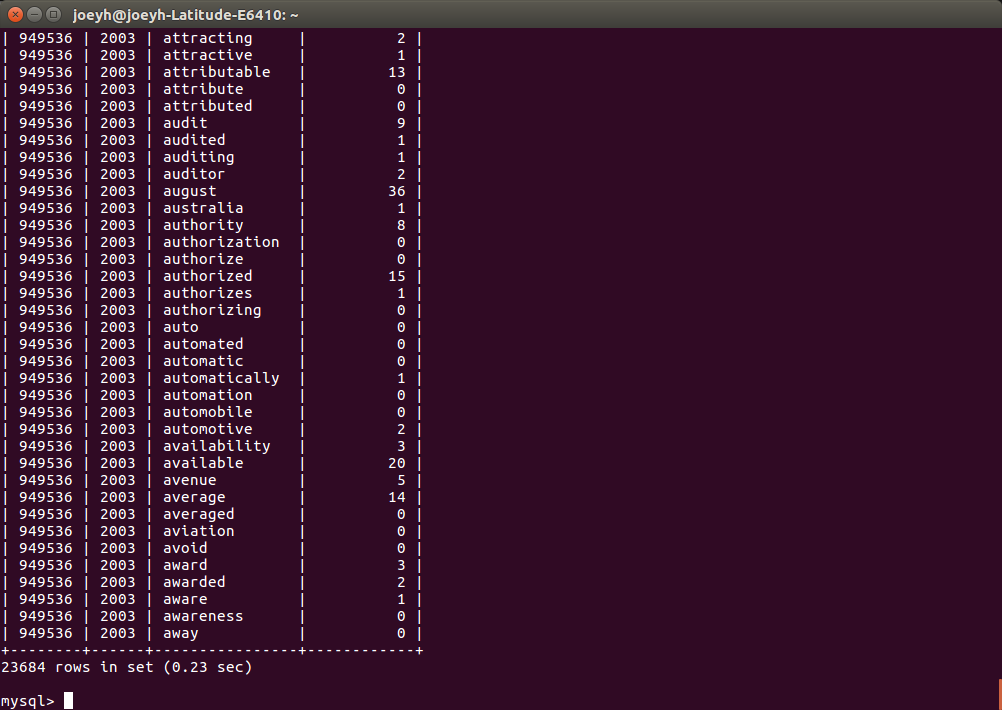 joeyh@joeyh-Latitude-E6410: ~
| 949536 | 2003 | attracting     |          2 |
| 949536 | 2003 | attractive     |          1 |
| 949536 | 2003 | attributable   |         13 |
| 949536 | 2003 | attribute      |          0 |
| 949536 | 2003 | attributed     |          0 |
| 949536 | 2003 | audit          |          9 |
| 949536 | 2003 | audited        |          1 |
| 949536 | 2003 | auditing       |          1 |
| 949536 | 2003 | auditor        |          2 |
| 949536 | 2003 | august         |         36 |
| 949536 | 2003 | australia      |          1 |
| 949536 | 2003 | authority      |          8 |
| 949536 | 2003 | authorization  |          0 |
| 949536 | 2003 | authorize      |          0 |
| 949536 | 2003 | authorized     |         15 |
| 949536 | 2003 | authorizes     |          1 |
| 949536 | 2003 | authorizing    |          0 |
| 949536 | 2003 | auto           |          0 |
| 949536 | 2003 | automated      |          0 |
| 949536 | 2003 | automatic      |          0 |
| 949536 | 2003 | automatically  |          1 |
| 949536 | 2003 | automation     |          0 |
| 949536 | 2003 | automobile     |          0 |
| 949536 | 2003 | automotive     |          2 |
| 949536 | 2003 | availability   |          3 |
| 949536 | 2003 | available      |         20 |
| 949536 | 2003 | avenue         |          5 |
| 949536 | 2003 | average        |         14 |
| 949536 | 2003 | averaged       |          0 |
| 949536 | 2003 | aviation       |          0 |
| 949536 | 2003 | avoid          |          0 |
| 949536 | 2003 | award          |          3 |
| 949536 | 2003 | awarded        |          2 |
| 949536 | 2003 | aware          |          1 |
| 949536 | 2003 | awareness      |          0 |
| 949536 | 2003 | away           |          0 |
+--------+------+----------------+------------+
23684 rows in set (0.23 sec)
mysql>